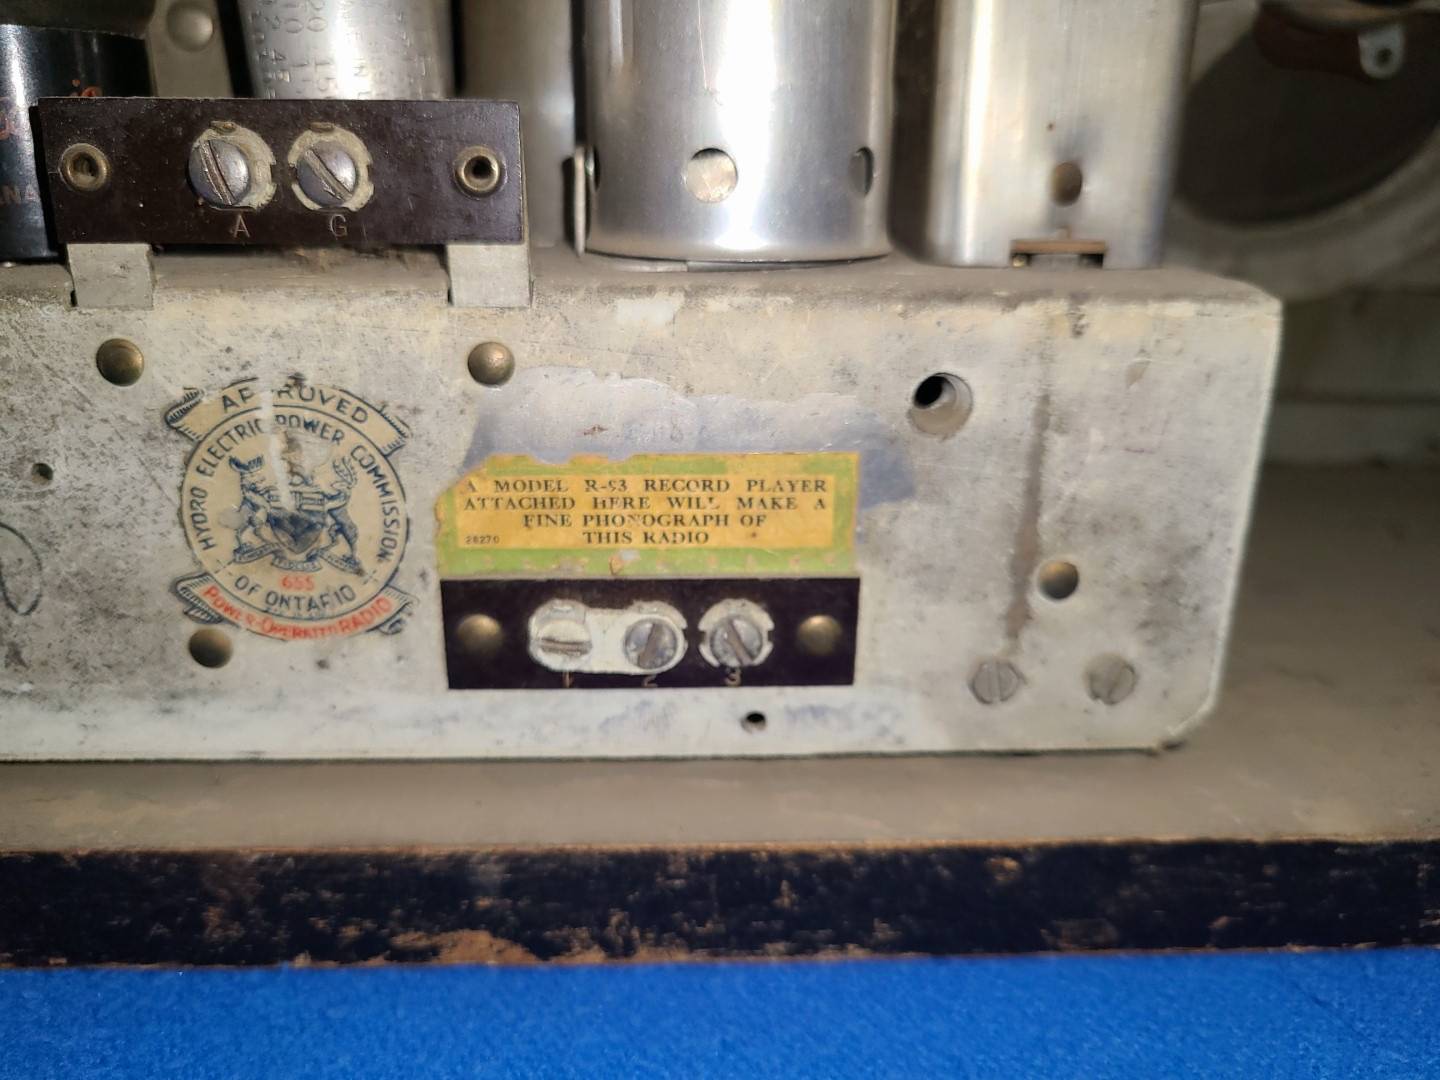 A G
APPROVED
HYDRO ELECTRIC POWER COMMISSION
655
OF ONTARIO
POWER-OPERATED RADIO
A MODEL R-93 RECORD PLAYER
ATTACHED HERE WILL MAKE A
FINE PHONOGRAPH OF
28270 THIS RADIO
1 2 3